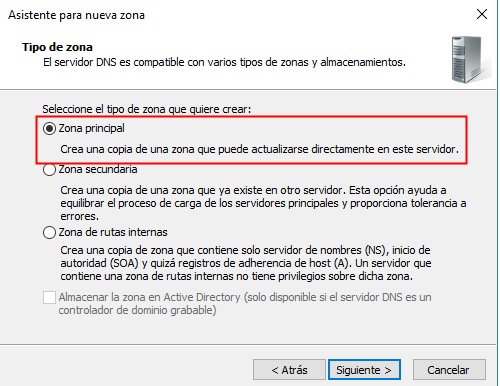 Asistente para nueva zona
Tipo de zona
El servidor DNS es compatible con varios tipos de zonas y almacenamientos.
Seleccione el tipo de zona que quiere crear:
Zona principal
Crea una copia de una zona que puede actualizarse directamente en este servidor.
Zona secundaria
Crea una copia de una zona que ya existe en otro servidor. Esta opción ayuda a
equilibrar el proceso de carga de los servidores principales y proporciona tolerancia a
errores.
Zona de rutas internas
Crea una copia de zona que contiene solo servidor de nombres (NS), inicio de
autoridad (SOA) y quizá registros de adherencia de host (A). Un servidor que
contiene una zona de rutas internas no tiene privilegios sobre dicha zona.
Almacenar la zona en Active Directory (solo disponible si el servidor DNS es un
controlador de dominio grabable)
< Atrás
Siguiente >
Cancelar